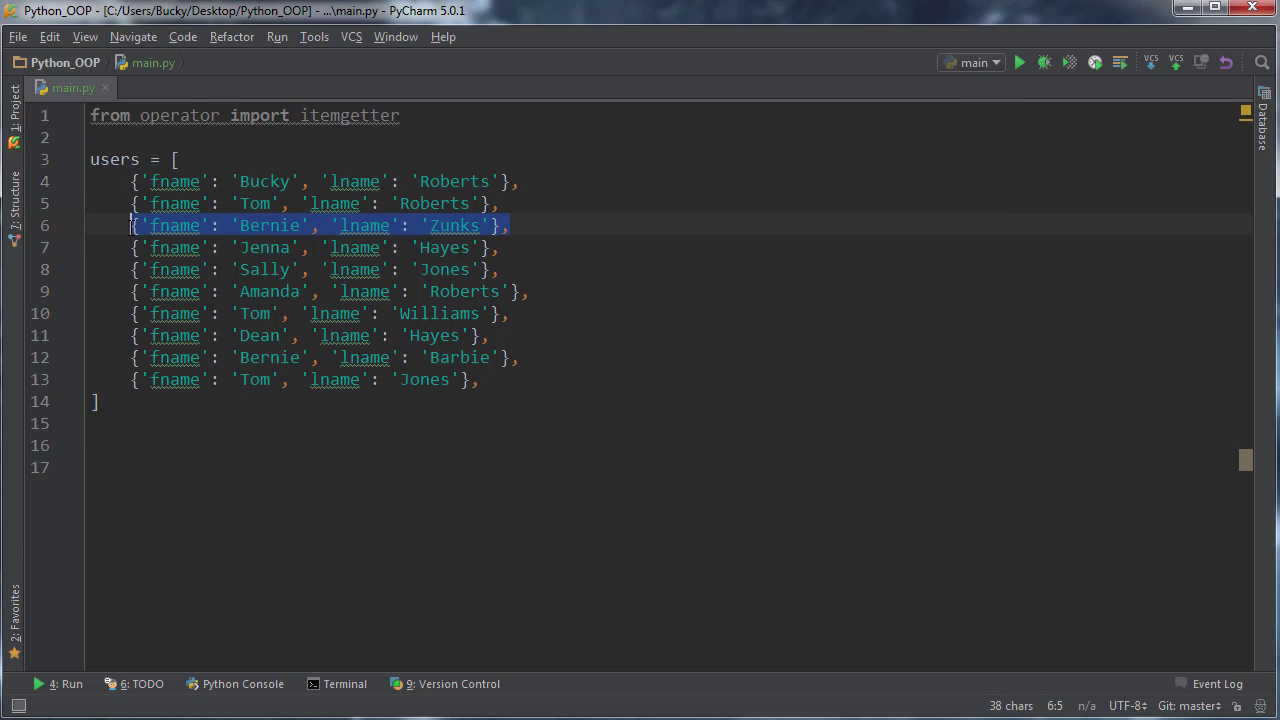 Python_OOP - [C:/Users/Bucky/Desktop/Python_OOP] - ...\main.py - PyCharm 5.0.1
File Edit View Navigate Code Refactor Run Tools VCS Window Help
Python_OOP main.py main VCS VCS
main.py
1: Project
7: Structure
2: Favorites
Database
1 from operator import itemgetter
2
3 users = [
4 {'fname': 'Bucky', 'lname': 'Roberts'},
5 {'fname': 'Tom', 'lname': 'Roberts'},
6 {'fname': 'Bernie', 'lname': 'Zunks'},
7 {'fname': 'Jenna', 'lname': 'Hayes'},
8 {'fname': 'Sally', 'lname': 'Jones'},
9 {'fname': 'Amanda', 'lname': 'Roberts'},
10 {'fname': 'Tom', 'lname': 'Williams'},
11 {'fname': 'Dean', 'lname': 'Hayes'},
12 {'fname': 'Bernie', 'lname': 'Barbie'},
13 {'fname': 'Tom', 'lname': 'Jones'},
14 ]
15
16
17
4: Run 6: TODO Python Console Terminal 9: Version Control Event Log
38 chars 6:5 n/a UTF-8 Git: master